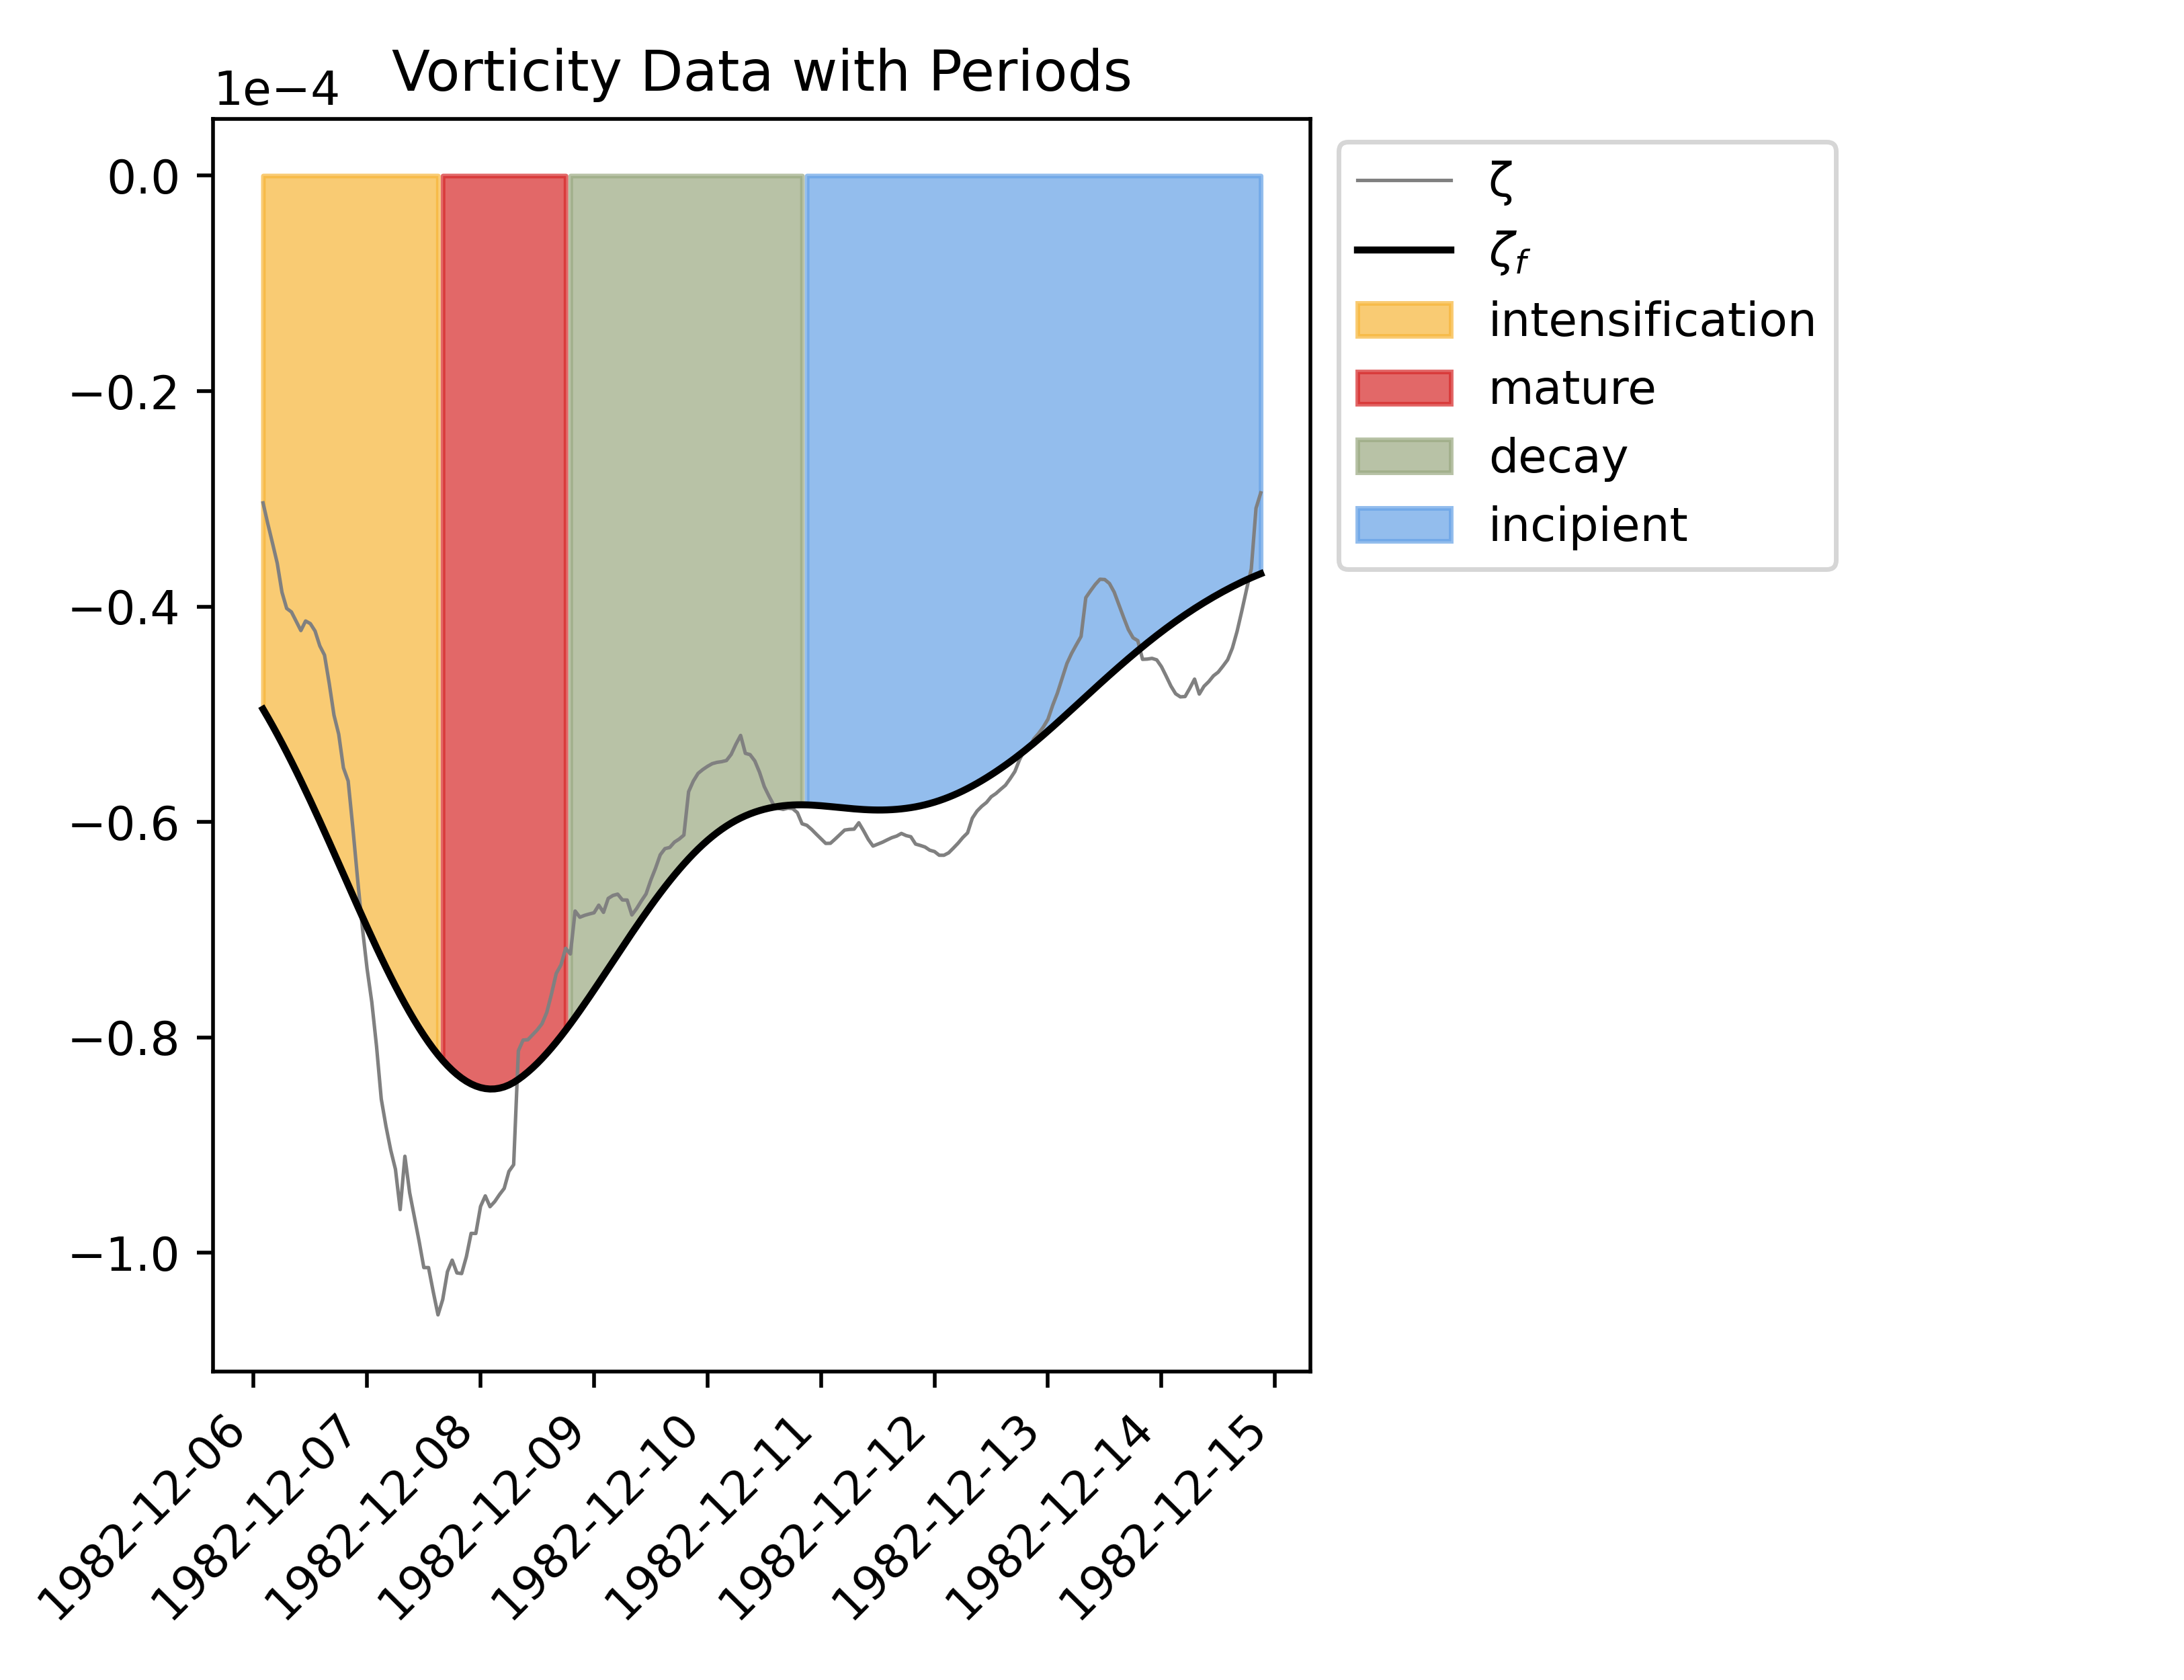 Vorticity Data with Periods
1e−4
0.0
−0.2
−0.4
−0.6
−0.8
−1.0
1982-12-06
1982-12-07
1982-12-08
1982-12-09
1982-12-10
1982-12-11
1982-12-12
1982-12-13
1982-12-14
1982-12-15
ζ
ζf
intensification
mature
decay
incipient